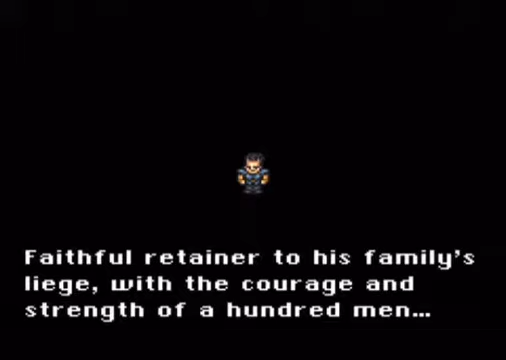 Faithful retainer to his family's
liege, with the courage and
strength of a hundred men…